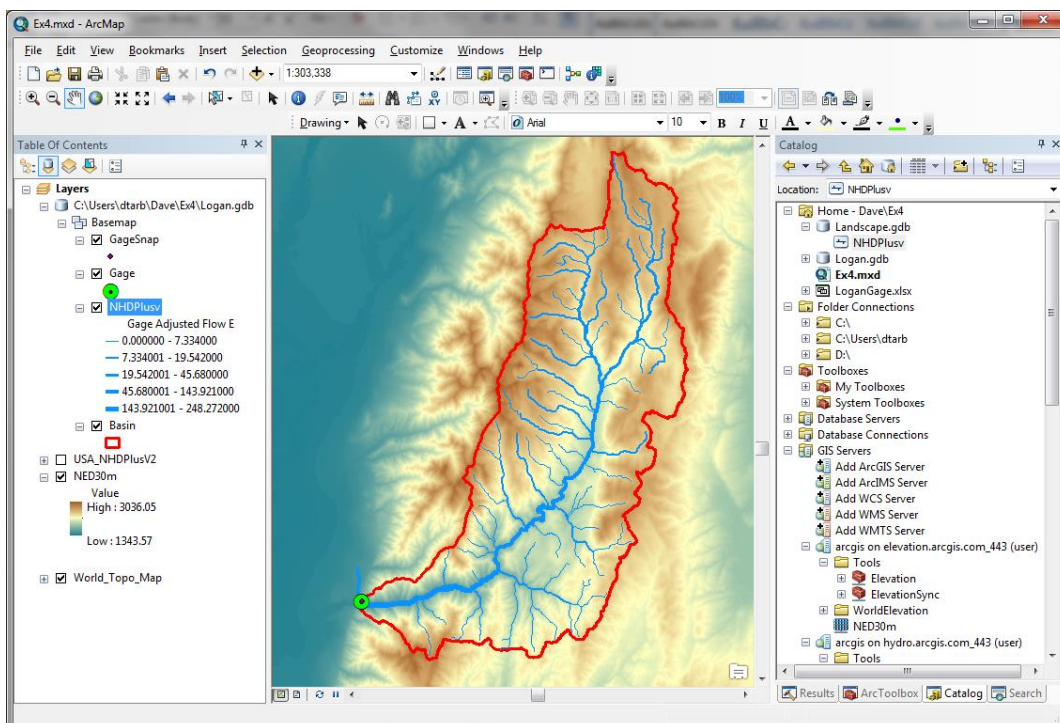 Ex4.mxd - ArcMap
File Edit View Bookmarks Insert Selection Geoprocessing Customize Windows Help
1:303,338
100%
Drawing Arial 10 B I U A
Table Of Contents
Layers
C:\Users\dtarb\Dave\Ex4\Logan.gdb
Basemap
GageSnap
Gage
NHDPlusv
Gage Adjusted Flow E
0.000000 - 7.334000
7.334001 - 19.542000
19.542001 - 45.680000
45.680001 - 143.921000
143.921001 - 248.272000
Basin
USA_NHDPlusV2
NED30m
Value
High : 3036.05
Low : 1343.57
World_Topo_Map
Catalog
Location: NHDPlusv
Home - Dave\Ex4
Landscape.gdb
NHDPlusv
Logan.gdb
Ex4.mxd
LoganGage.xlsx
Folder Connections
C:\
C:\Users\dtarb
D:\
Toolboxes
My Toolboxes
System Toolboxes
Database Servers
Database Connections
GIS Servers
Add ArcGIS Server
Add ArcIMS Server
Add WCS Server
Add WMS Server
Add WMTS Server
arcgis on elevation.arcgis.com_443 (user)
Tools
Elevation
ElevationSync
WorldElevation
NED30m
arcgis on hydro.arcgis.com_443 (user)
Tools
Results ArcToolbox Catalog Search